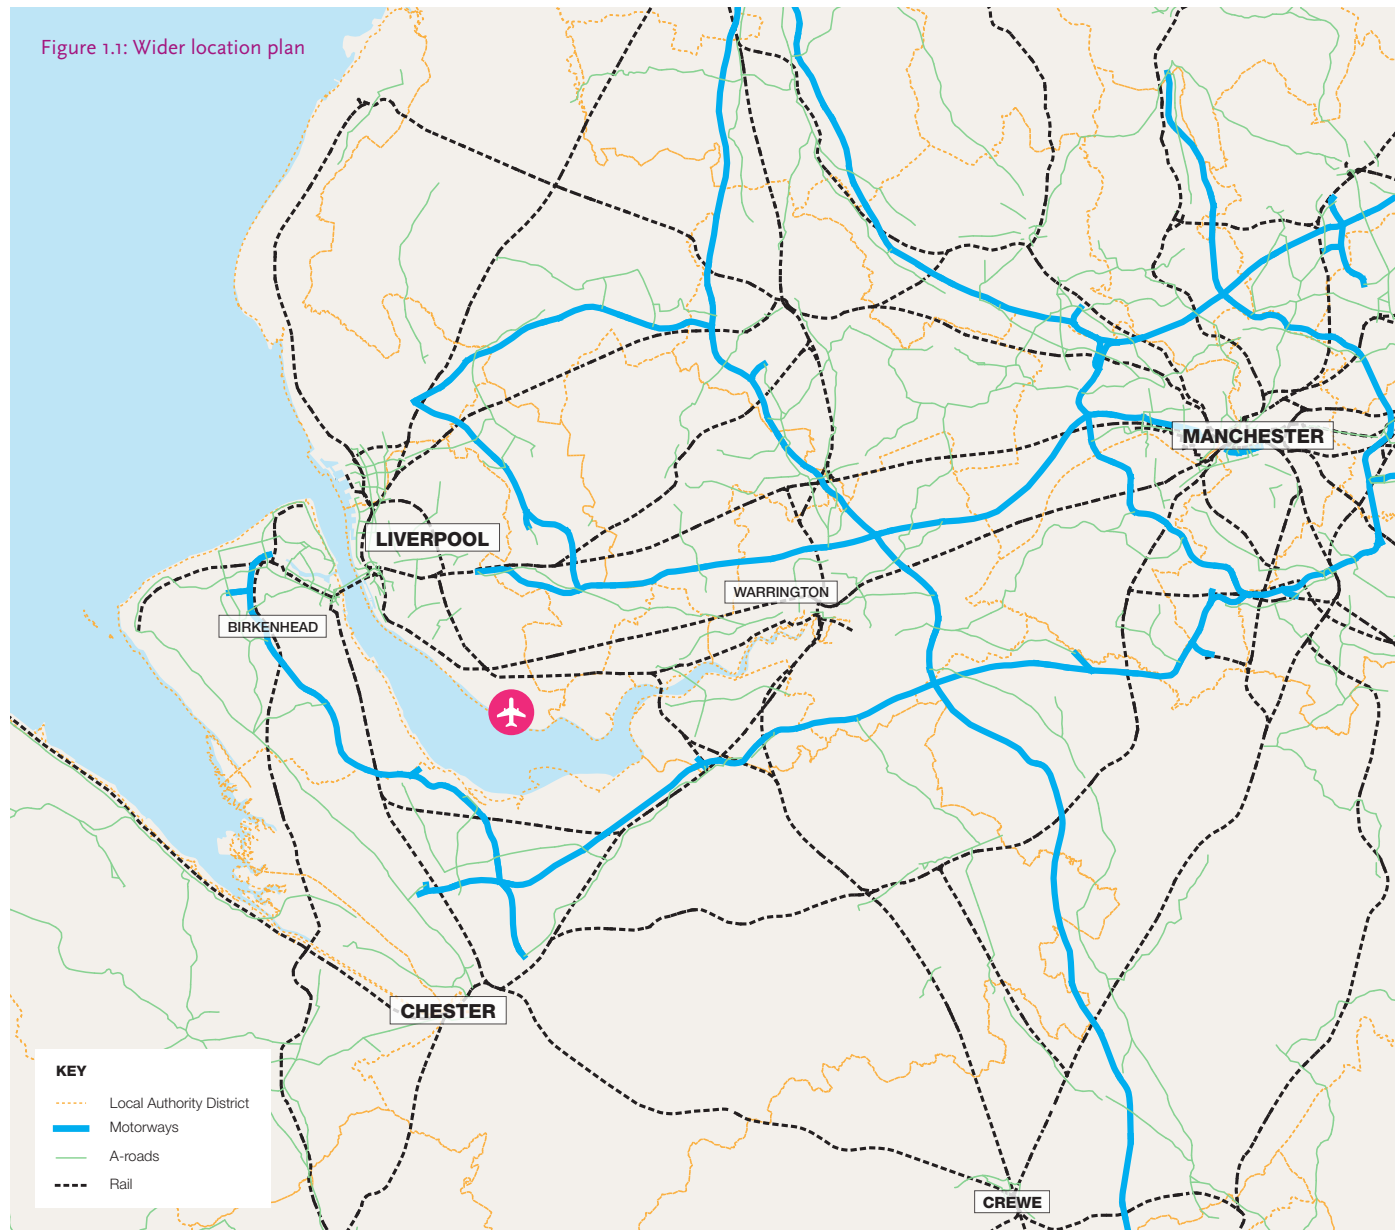 Figure 1.1: Wider location plan
MANCHESTER
LIVERPOOL
WARRINGTON
BIRKENHEAD
CHESTER
CREWE
KEY
Local Authority District
Motorways
A-roads
Rail